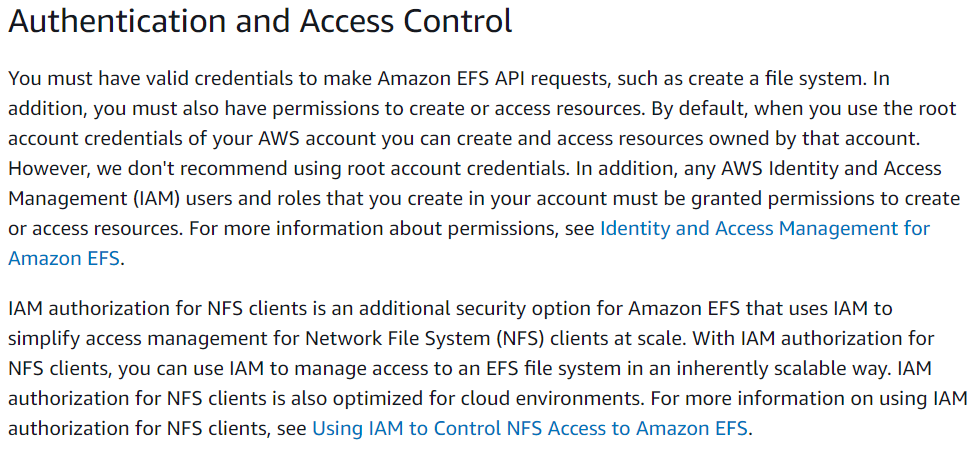 Authentication and Access Control
You must have valid credentials to make Amazon EFS API requests, such as create a file system. In
addition, you must also have permissions to create or access resources. By default, when you use the root
account credentials of your AWS account you can create and access resources owned by that account.
However, we don't recommend using root account credentials. In addition, any AWS Identity and Access
Management (IAM) users and roles that you create in your account must be granted permissions to create
or access resources. For more information about permissions, see Identity and Access Management for
Amazon EFS.
IAM authorization for NFS clients is an additional security option for Amazon EFS that uses IAM to
simplify access management for Network File System (NFS) clients at scale. With IAM authorization for
NFS clients, you can use IAM to manage access to an EFS file system in an inherently scalable way. IAM
authorization for NFS clients is also optimized for cloud environments. For more information on using IAM
authorization for NFS clients, see Using IAM to Control NFS Access to Amazon EFS.